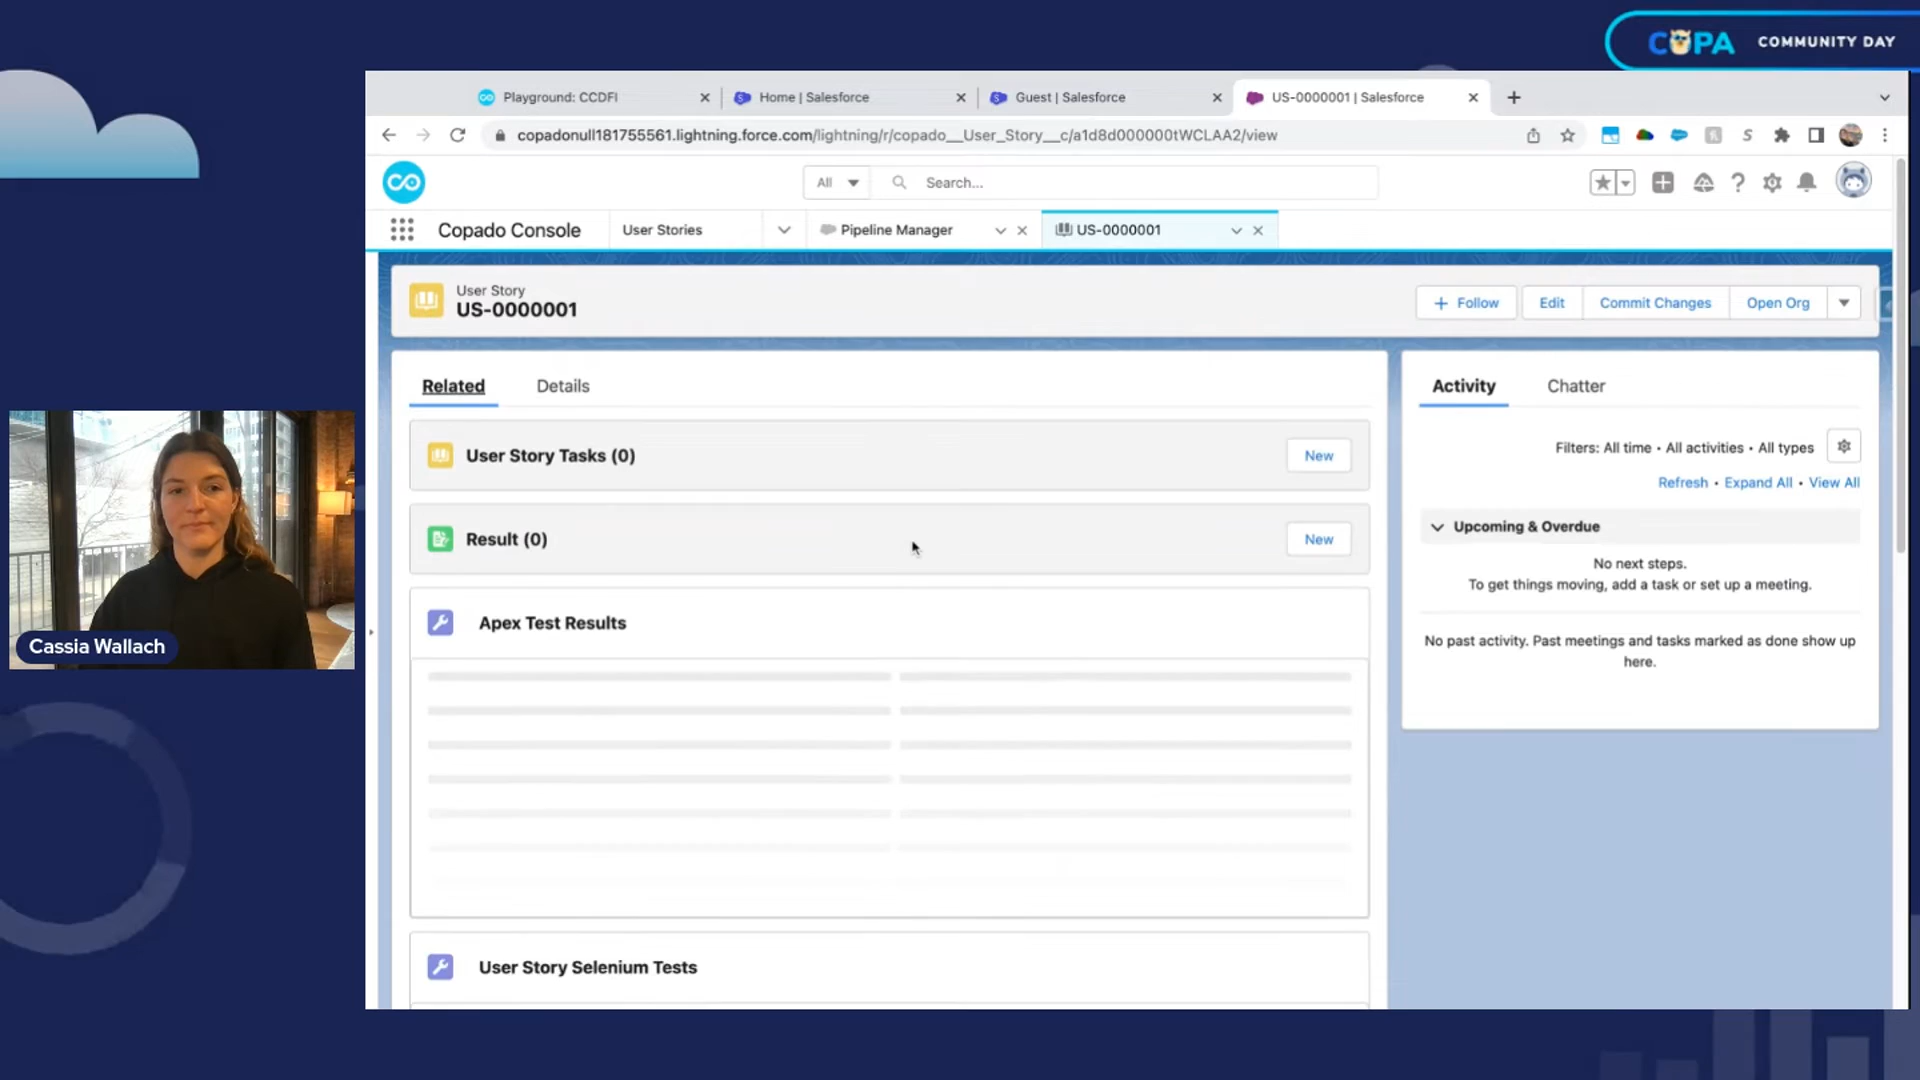 COPA COMMUNITY DAY
Playground: CCDFI
Home | Salesforce
Guest | Salesforce
US-0000001 | Salesforce
copadonull181755561.lightning.force.com/lightning/r/copado__User_Story__c/a1d8d000000tWCLAA2/view
All
Search...
Copado Console
User Stories
Pipeline Manager
US-0000001
User Story
US-0000001
Follow
Edit
Commit Changes
Open Org
Related
Details
User Story Tasks (0)
New
Result (0)
New
Apex Test Results
User Story Selenium Tests
Activity
Chatter
Filters: All time • All activities • All types
Refresh • Expand All • View All
Upcoming & Overdue
No next steps.
To get things moving, add a task or set up a meeting.
No past activity. Past meetings and tasks marked as done show up
here.
Cassia Wallach